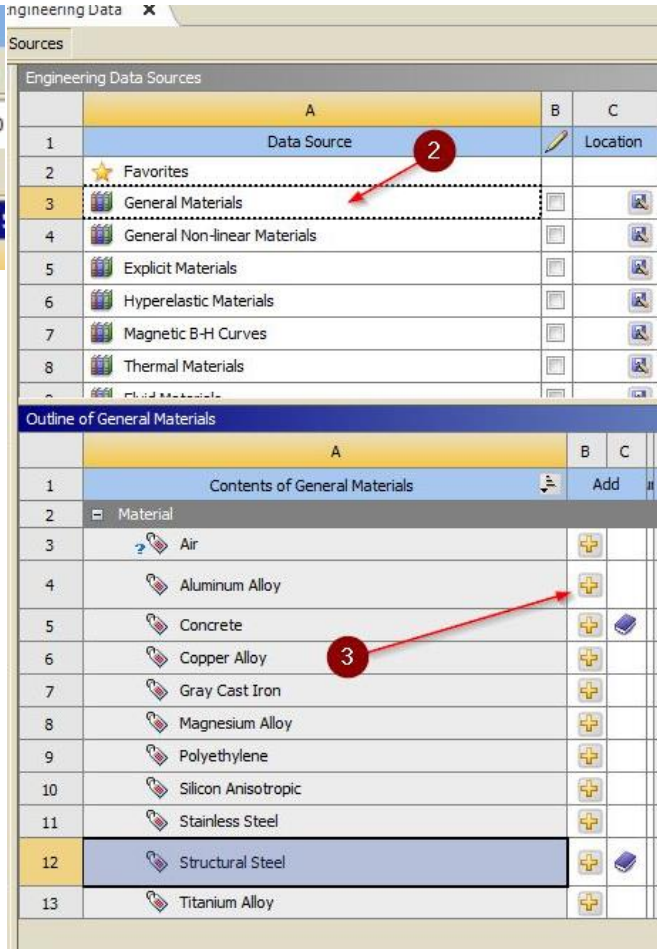 ngineering Data X
Sources
Engineering Data Sources
A B C
1 Data Source Location
2
2 Favorites
3 General Materials
4 General Non-linear Materials
5 Explicit Materials
6 Hyperelastic Materials
7 Magnetic B-H Curves
8 Thermal Materials
Outline of General Materials
A B C
1 Contents of General Materials Add
2 Material
3 ? Air
4 Aluminum Alloy
5 Concrete
6 Copper Alloy
3
7 Gray Cast Iron
8 Magnesium Alloy
9 Polyethylene
10 Silicon Anisotropic
11 Stainless Steel
12 Structural Steel
13 Titanium Alloy